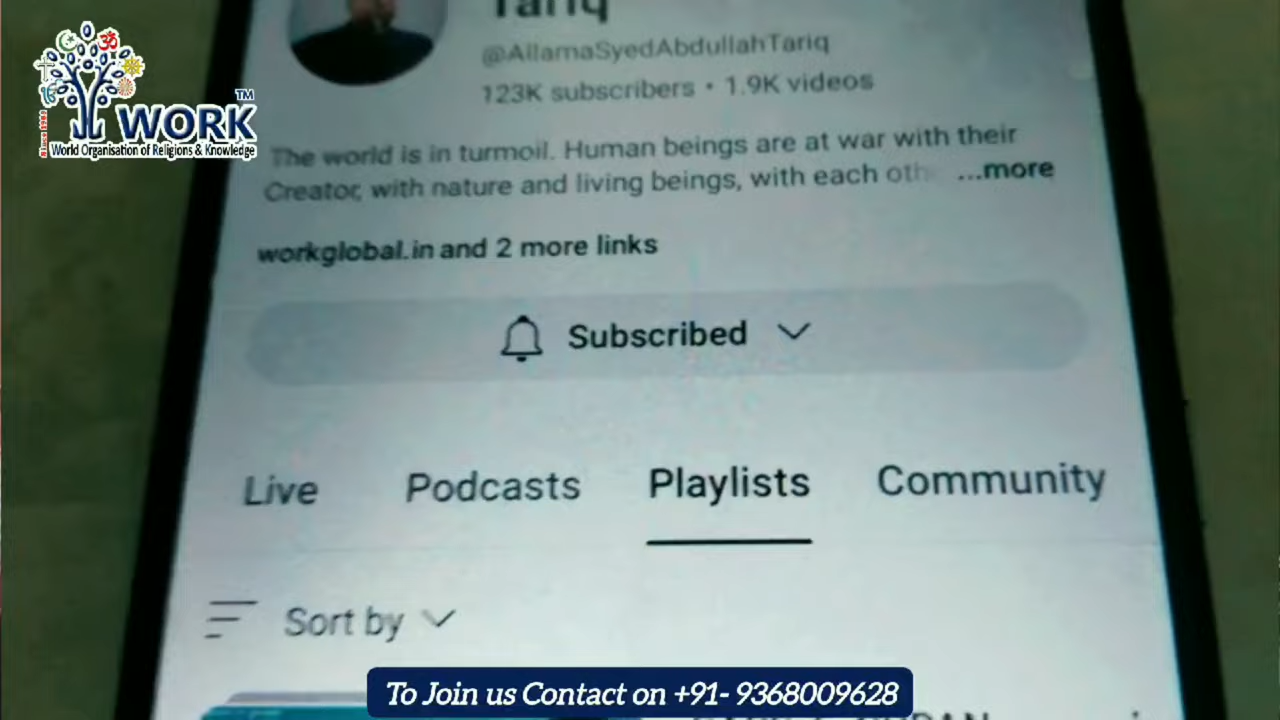 Tariq
@AllamaSyedAbdullahTariq
123K subscribers • 1.9K videos
WORK TM
World Organisation of Religions & Knowledge
The world is in turmoil. Human beings are at war with their
Creator, with nature and living beings, with each oth ...more
workglobal.in and 2 more links
Subscribed
Live Podcasts Playlists Community
Sort by
To Join us Contact on +91- 9368009628